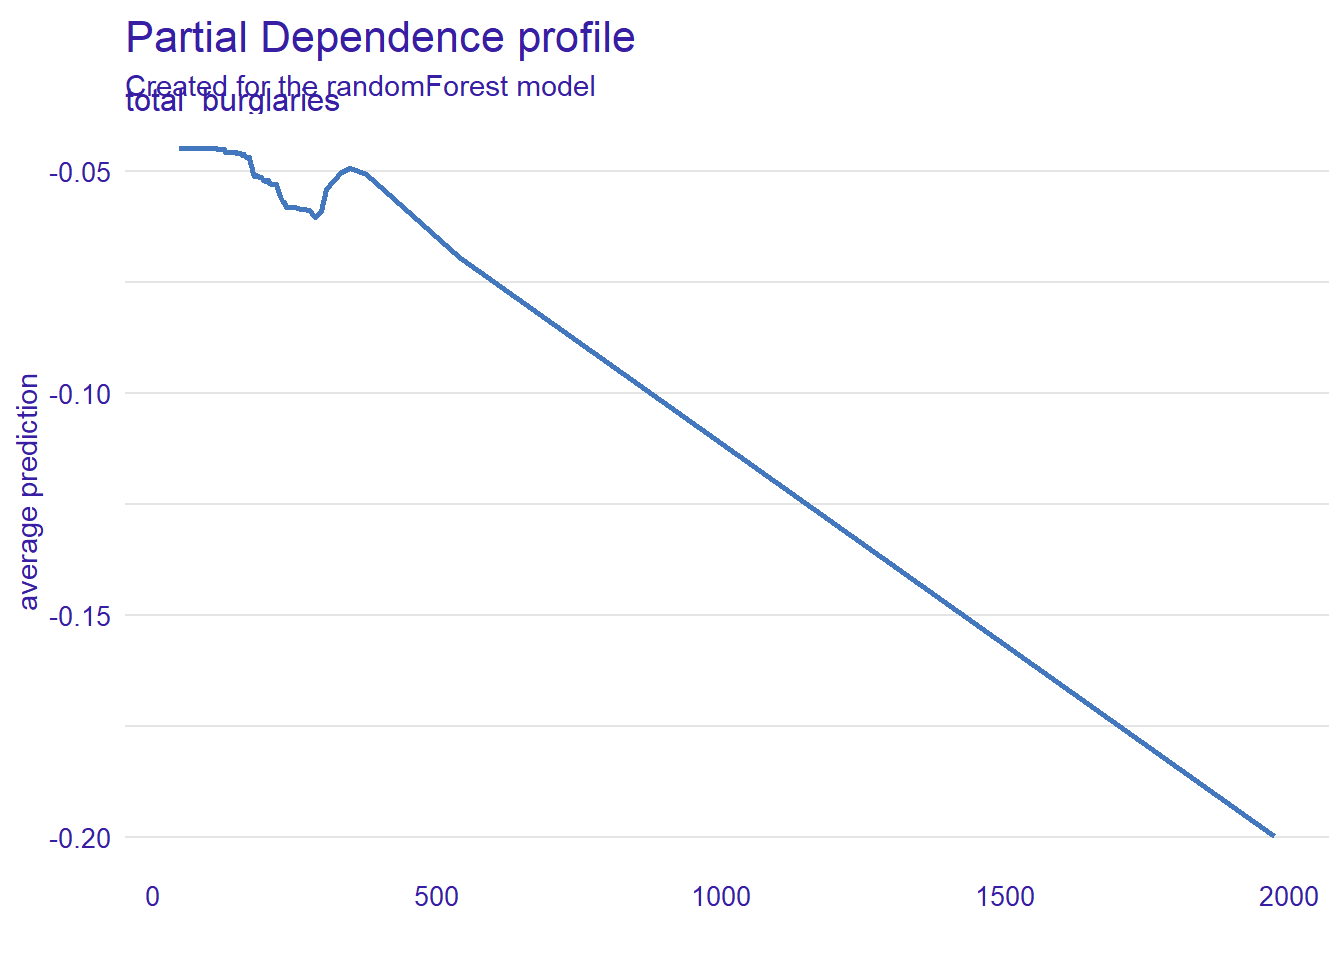 Partial Dependence profile
Created for the randomForest model
total_burglaries
-0.05
-0.10
-0.15
-0.20
average prediction
0 500 1000 1500 2000